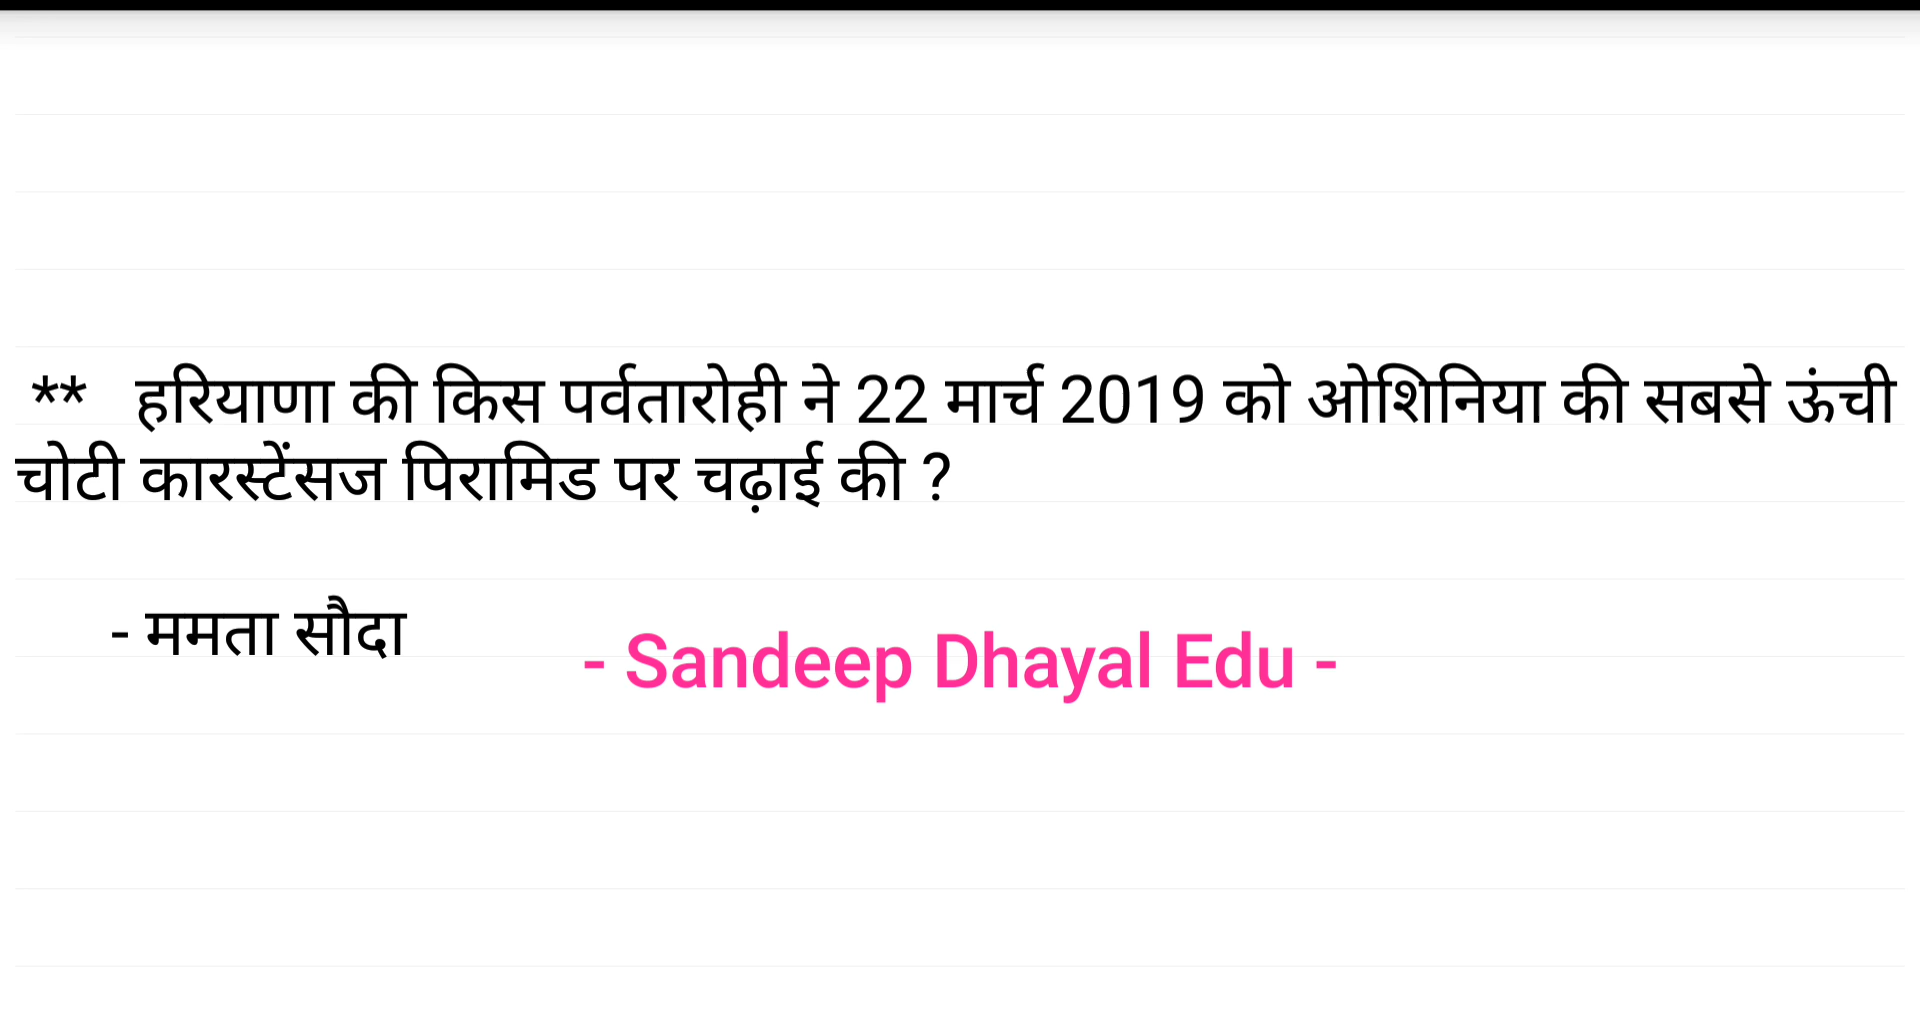 ** हरियाणा की किस पर्वतारोही ने 22 मार्च 2019 को ओशिनिया की सबसे ऊंची
चोटी कारस्टेंसज पिरामिड पर चढ़ाई की ?
- ममता सौदा
- Sandeep Dhayal Edu -